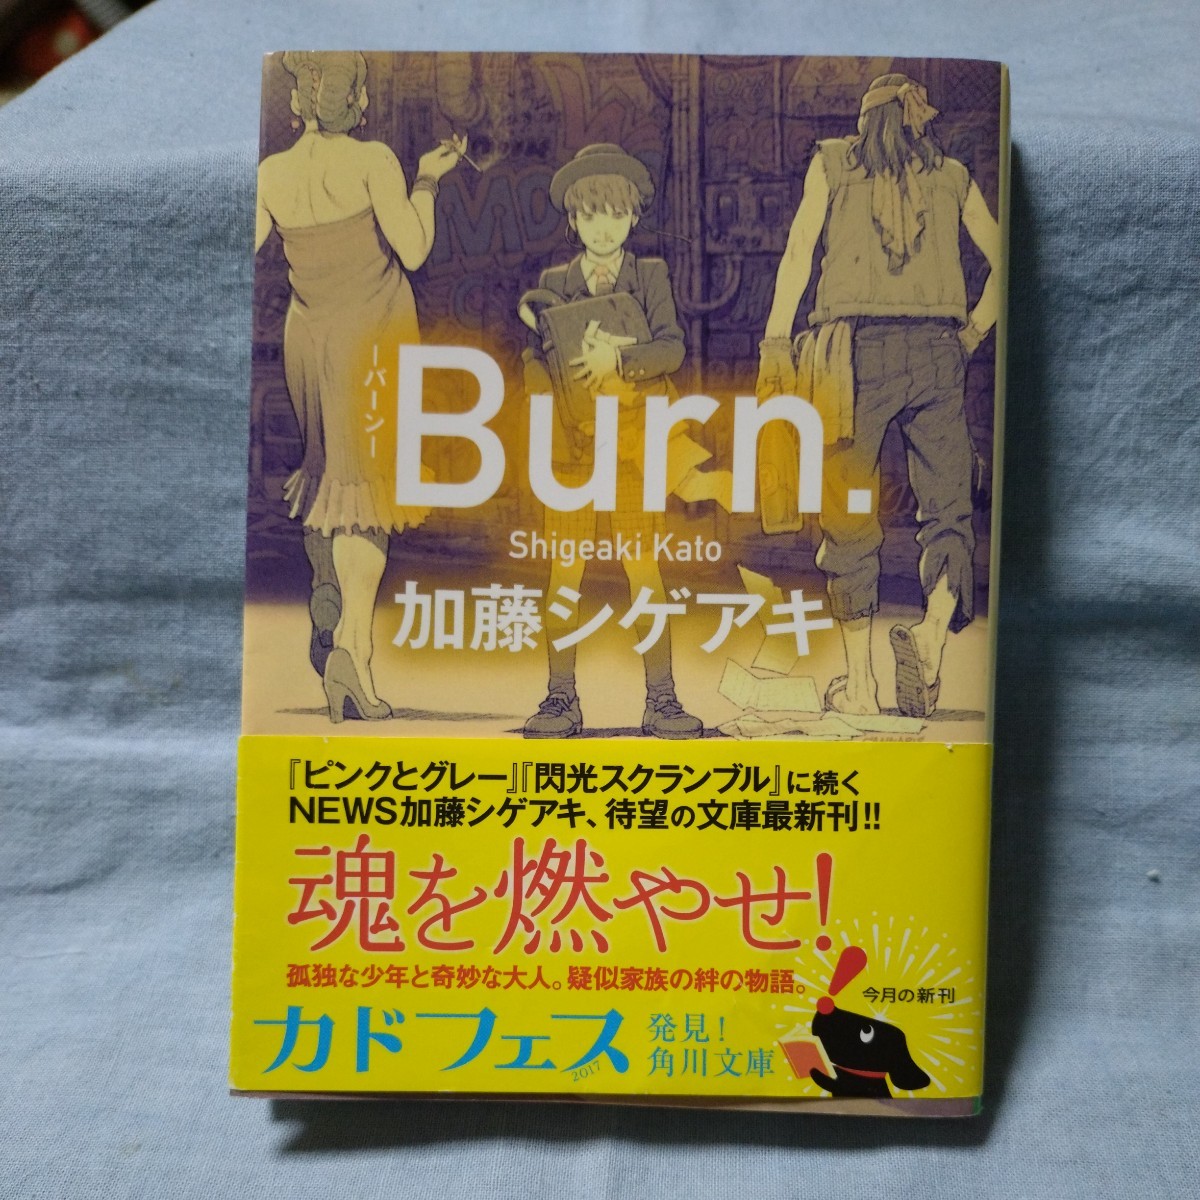 Burn.
－バーン－
Shigeaki Kato
加藤シゲアキ
『ピンクとグレー』『閃光スクランブル』に続く
NEWS加藤シゲアキ、待望の文庫最新刊!!
魂を燃やせ!
孤独な少年と奇妙な大人。疑似家族の絆の物語。
今月の新刊
カドフェス
2017
発見!
角川文庫